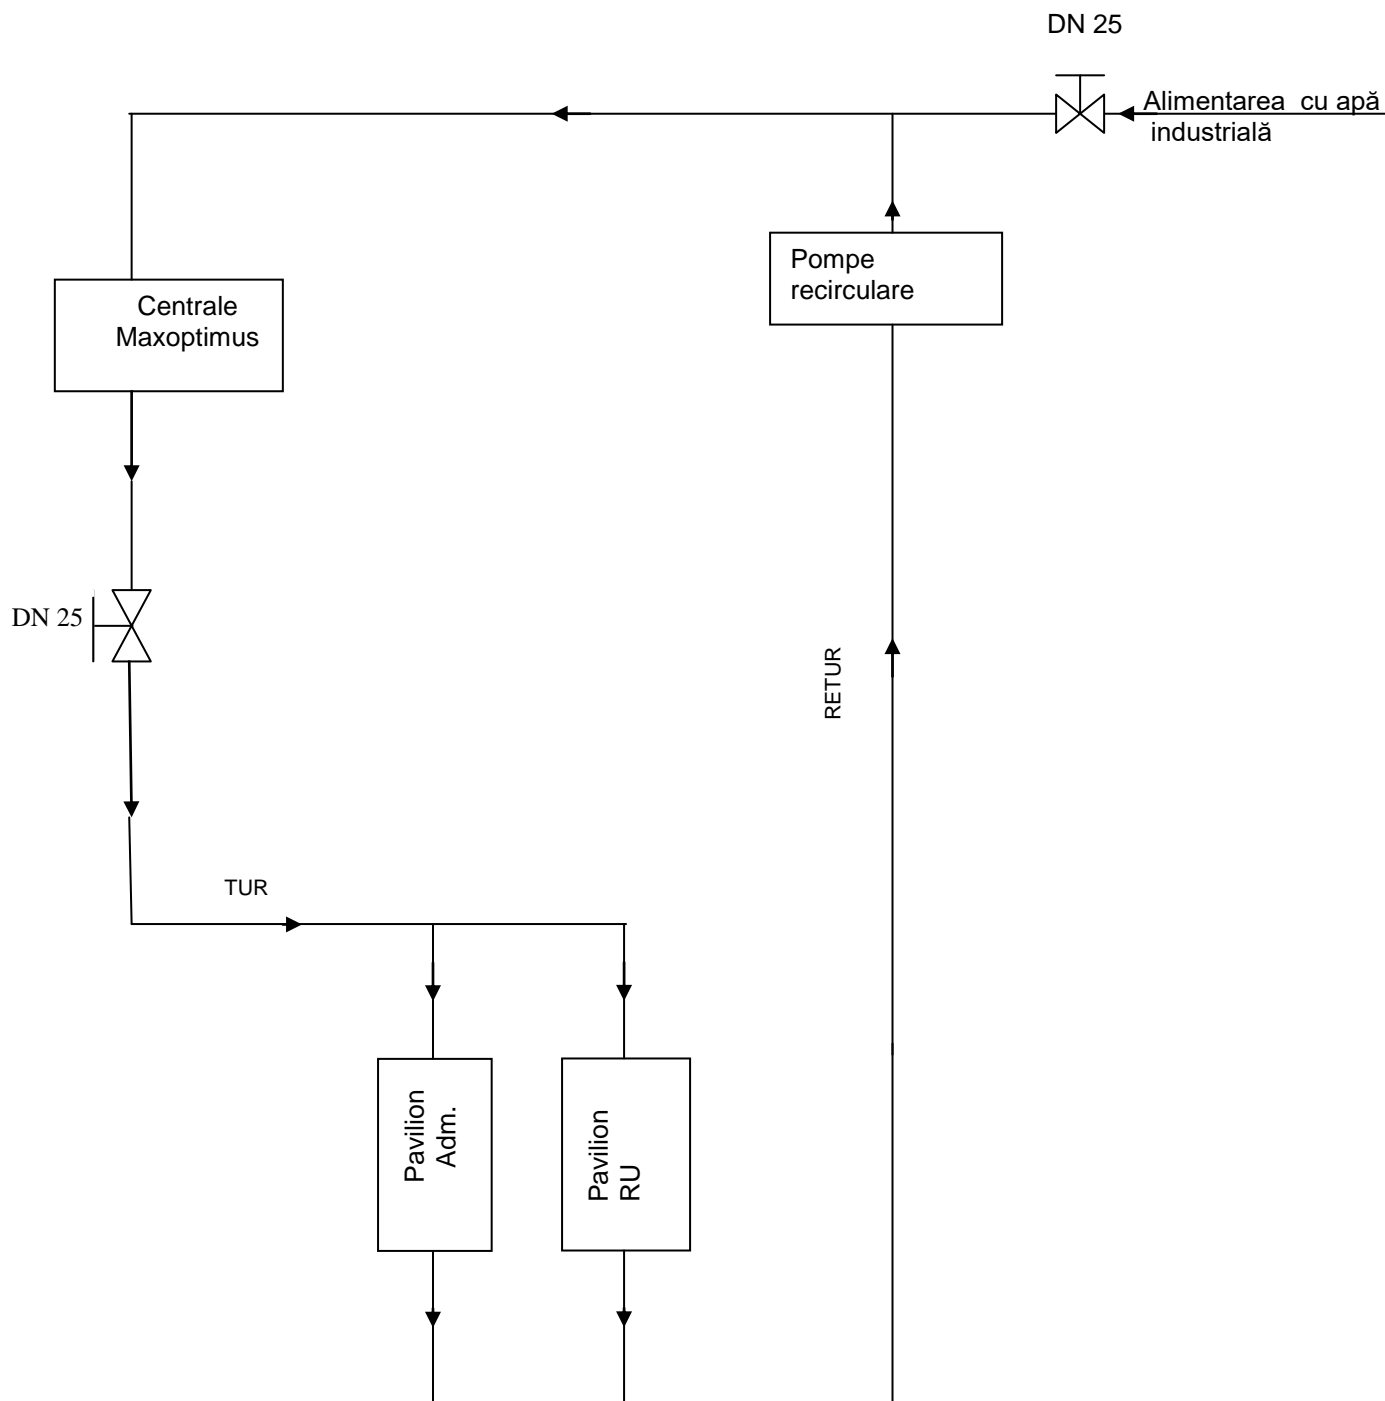 DN 25
Alimentarea cu apă
industrială
Pompe
recirculare
Centrale
Maxoptimus
DN 25
RETUR
TUR
Pavilion
Adm.
Pavilion
RU